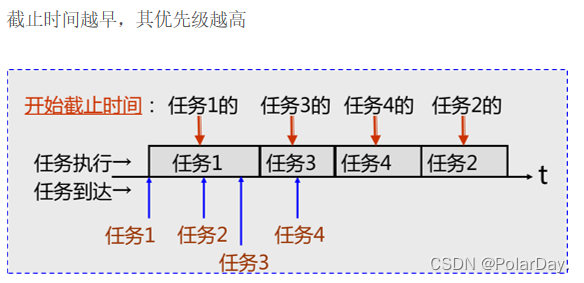 截止时间越早，其优先级越高
开始截止时间： 任务1的 任务3的 任务4的 任务2的
任务执行→ 任务1 任务3 任务4 任务2 t
任务到达→
任务1 任务2 任务4
任务3
CSDN @PolarDay